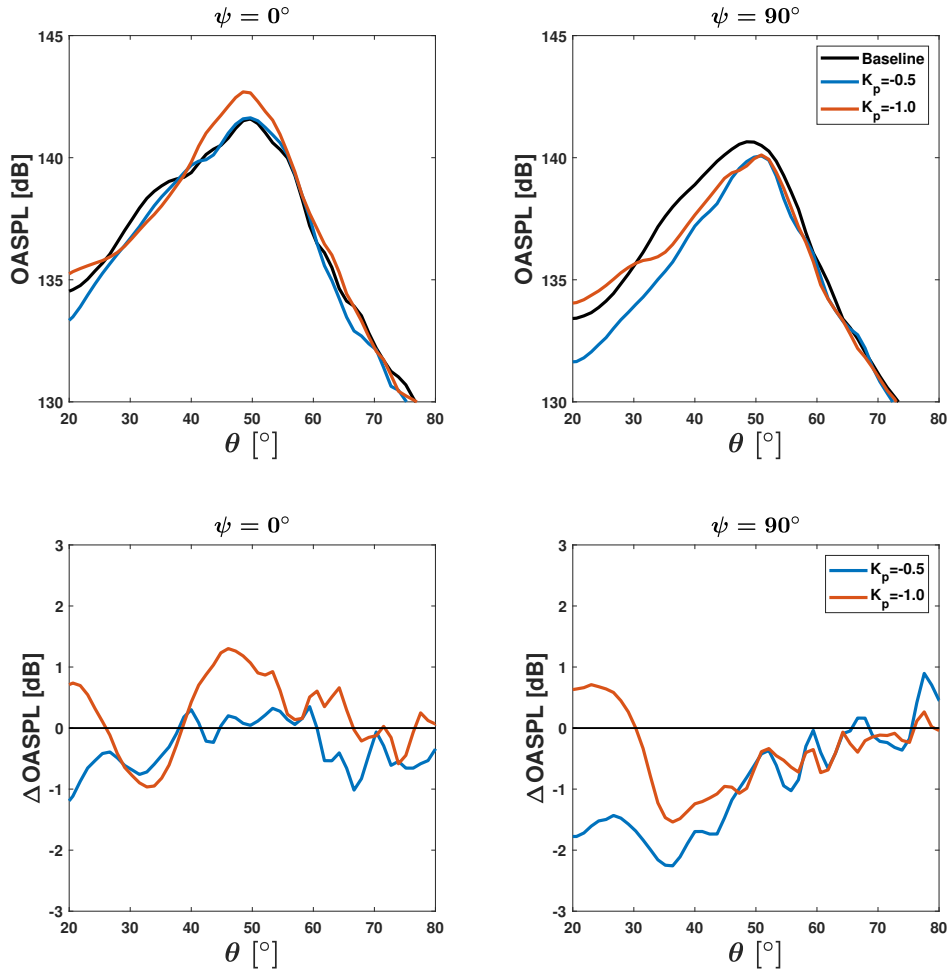 ψ = 0°
OASPL [dB]
145
140
135
130
20 30 40 50 60 70 80
θ [°]
ψ = 90°
OASPL [dB]
145
140
135
130
Baseline
K_p=-0.5
K_p=-1.0
20 30 40 50 60 70 80
θ [°]
ψ = 0°
ΔOASPL [dB]
3
2
1
0
-1
-2
-3
20 30 40 50 60 70 80
θ [°]
ψ = 90°
ΔOASPL [dB]
3
2
1
0
-1
-2
-3
K_p=-0.5
K_p=-1.0
20 30 40 50 60 70 80
θ [°]